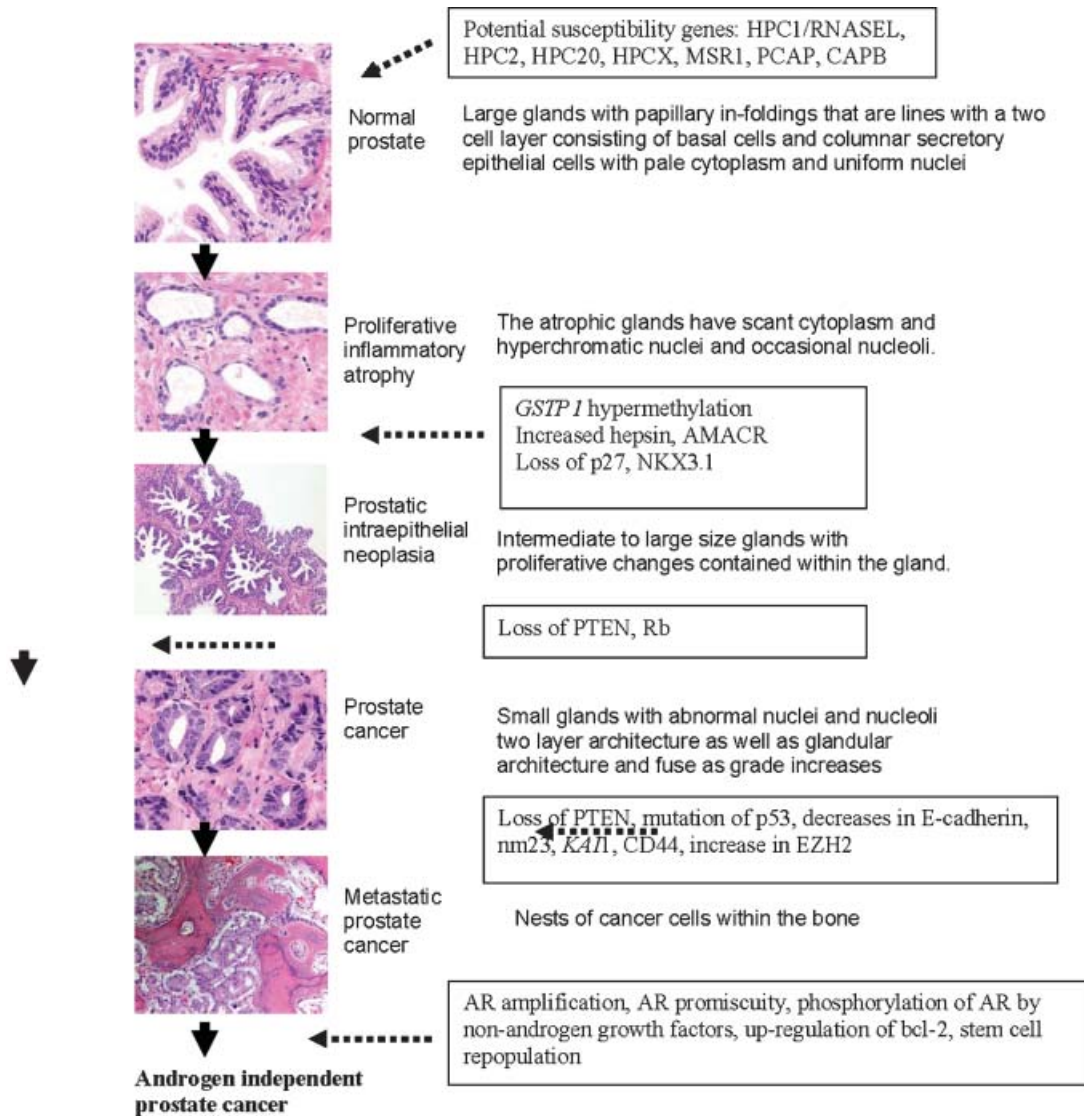 Potential susceptibility genes: HPC1/RNASEL,
HPC2, HPC20, HPCX, MSR1, PCAP, CAPB
Normal
prostate
Large glands with papillary in-foldings that are lines with a two
cell layer consisting of basal cells and columnar secretory
epithelial cells with pale cytoplasm and uniform nuclei
Proliferative
inflammatory
atrophy
The atrophic glands have scant cytoplasm and
hyperchromatic nuclei and occasional nucleoli.
GSTP1 hypermethylation
Increased hepsin, AMACR
Loss of p27, NKX3.1
Prostatic
intraepithelial
neoplasia
Intermediate to large size glands with
proliferative changes contained within the gland.
Loss of PTEN, Rb
Prostate
cancer
Small glands with abnormal nuclei and nucleoli
two layer architecture as well as glandular
architecture and fuse as grade increases
Loss of PTEN, mutation of p53, decreases in E-cadherin,
nm23, KAI1, CD44, increase in EZH2
Metastatic
prostate
cancer
Nests of cancer cells within the bone
AR amplification, AR promiscuity, phosphorylation of AR by
non-androgen growth factors, up-regulation of bcl-2, stem cell
repopulation
Androgen independent
prostate cancer